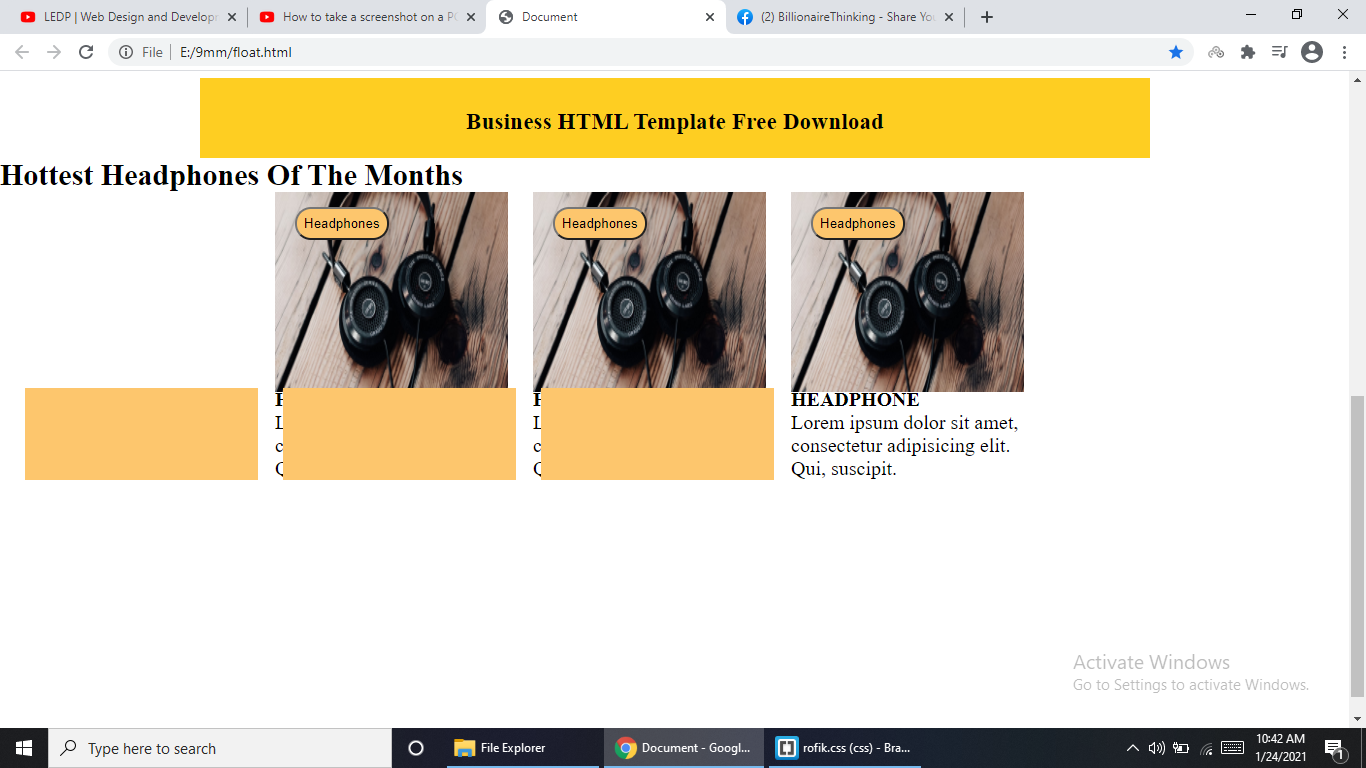 LEDP | Web Design and Develop
How to take a screenshot on a PC
Document
(2) BillionaireThinking - Share You
File
E:/9mm/float.html
Business HTML Template Free Download
Hottest Headphones Of The Months
Headphones
Headphones
Headphones
HEADPHONE
Lorem ipsum dolor sit amet,
consectetur adipisicing elit.
Qui, suscipit.
Activate Windows
Go to Settings to activate Windows.
Type here to search
File Explorer
Document - Googl...
rofik.css (css) - Bra...
10:42 AM
1/24/2021
1